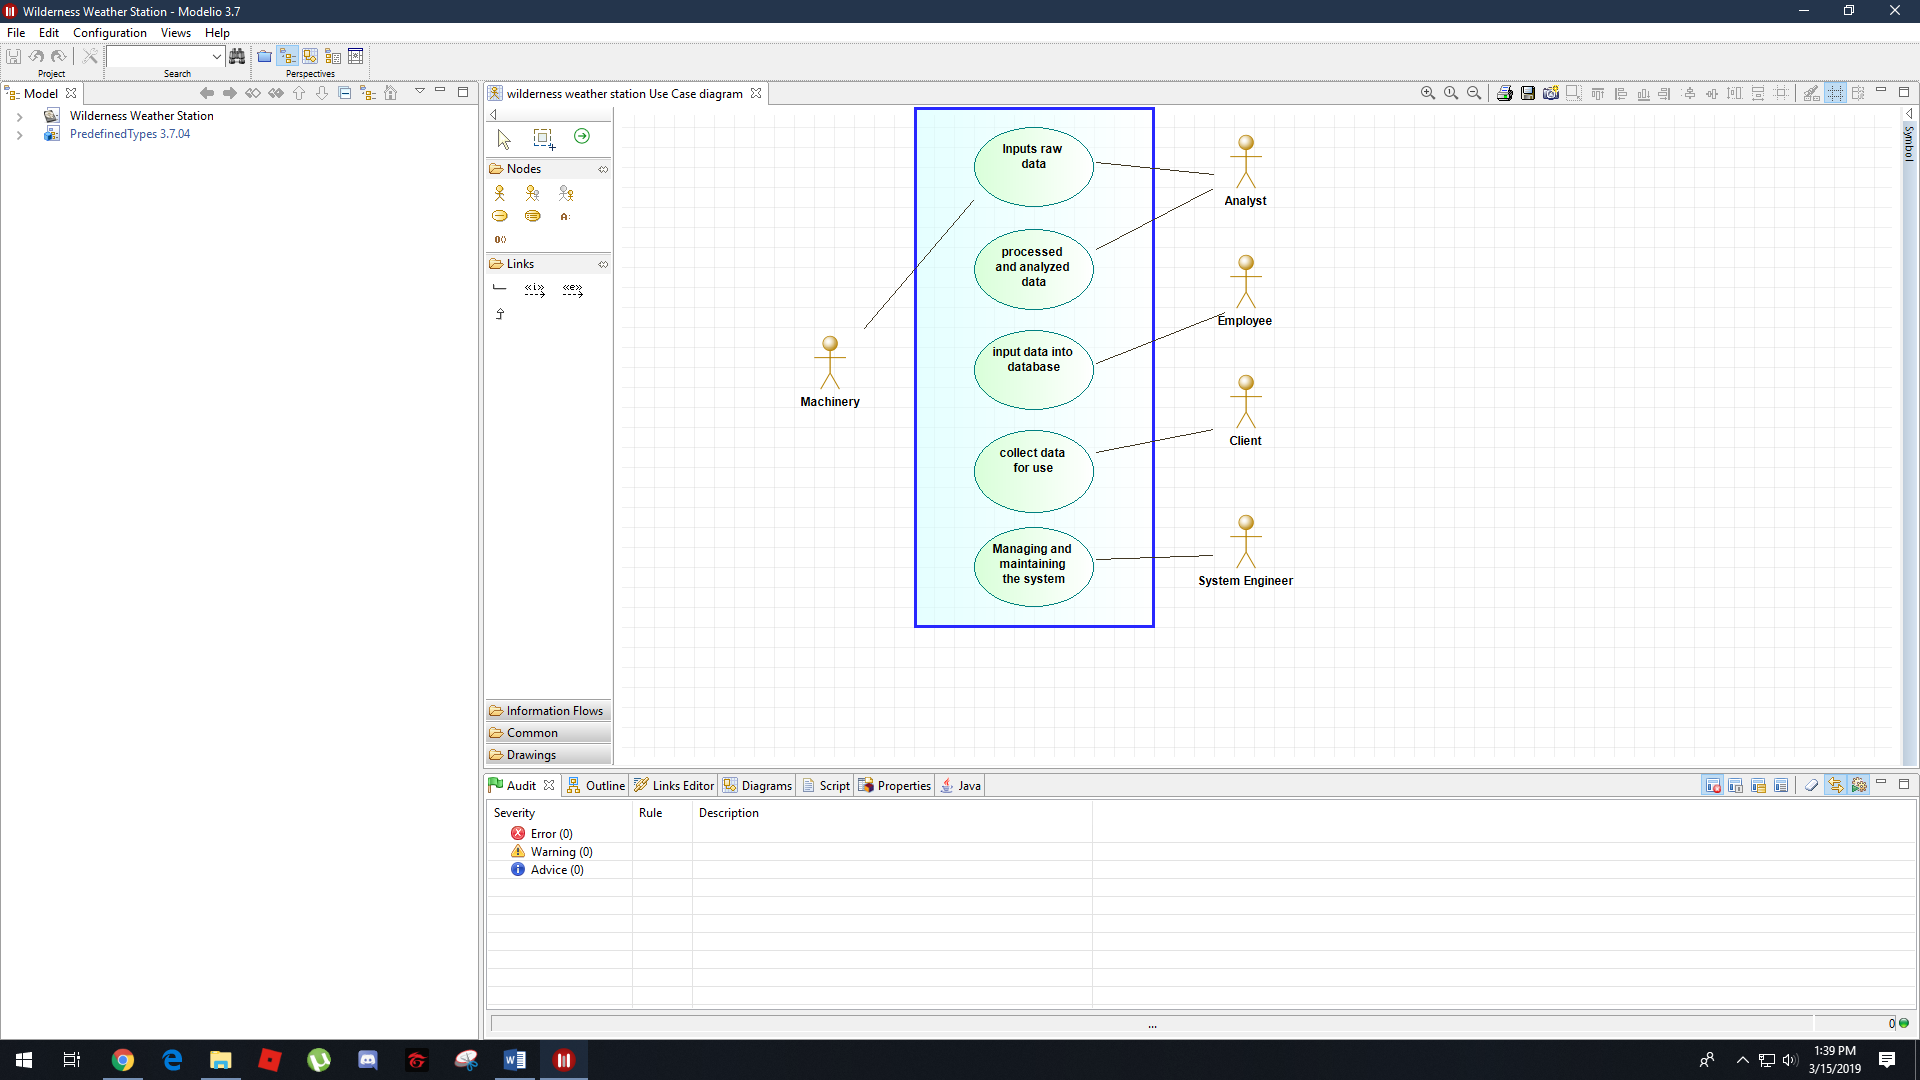 Wilderness Weather Station - Modelio 3.7
File Edit Configuration Views Help
Project Search Perspectives
Model
wilderness weather station Use Case diagram
Wilderness Weather Station
PredefinedTypes 3.7.04
Nodes
A:
Links
«i» «e»
Information Flows
Common
Drawings
Symbol
Inputs raw
data
processed
and analyzed
data
input data into
database
collect data
for use
Managing and
maintaining
the system
Machinery
Analyst
Employee
Client
System Engineer
Audit Outline Links Editor Diagrams Script Properties Java
Severity Rule Description
Error (0)
Warning (0)
Advice (0)
...
0
1:39 PM
3/15/2019